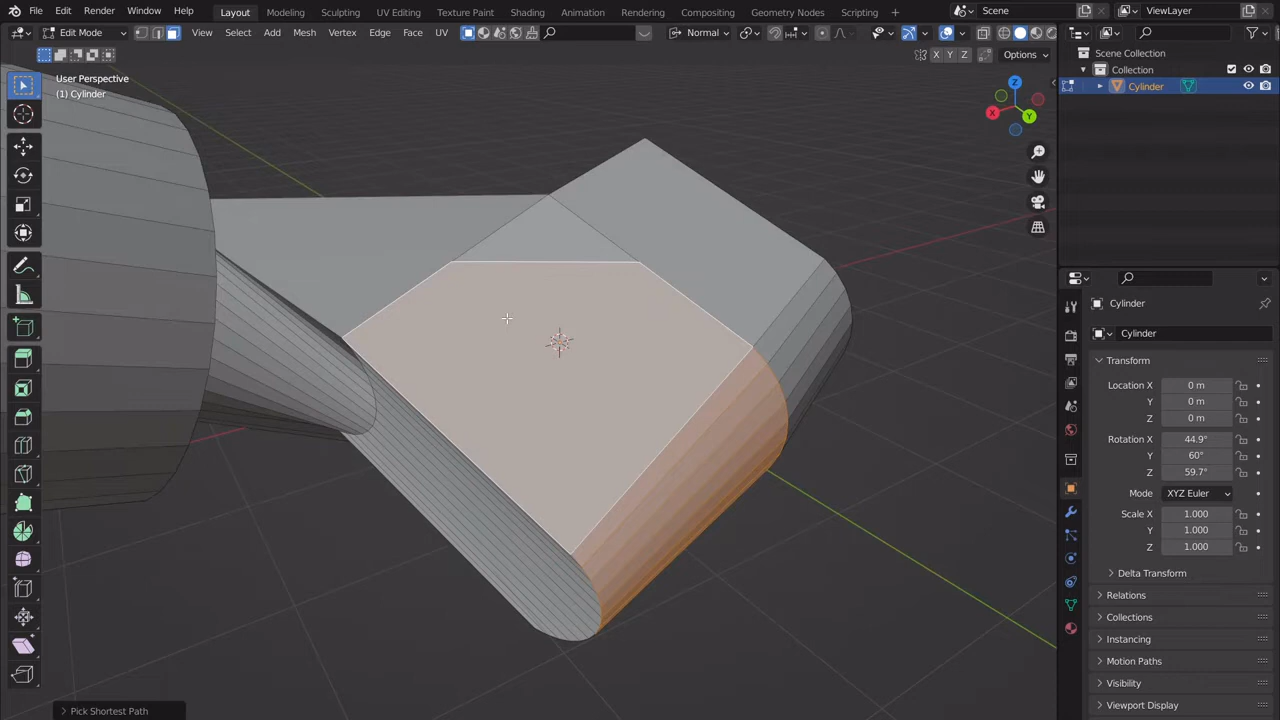 File Edit Render Window Help Layout Modeling Sculpting UV Editing Texture Paint Shading Animation Rendering Compositing Geometry Nodes Scripting + Scene ViewLayer
Edit Mode View Select Add Mesh Vertex Edge Face UV Normal
X Y Z Options
User Perspective
(1) Cylinder
Z
X
Y
Scene Collection
Collection
Cylinder
Cylinder
Cylinder
Transform
Location X 0 m
Y 0 m
Z 0 m
Rotation X 44.9°
Y 60°
Z 59.7°
Mode XYZ Euler
Scale X 1.000
Y 1.000
Z 1.000
Delta Transform
Relations
Collections
Instancing
Motion Paths
Visibility
Viewport Display
Pick Shortest Path